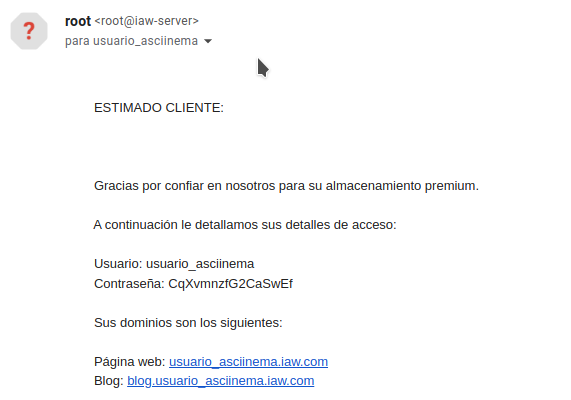 root <root@iaw-server>
para usuario_asciinema
ESTIMADO CLIENTE:
Gracias por confiar en nosotros para su almacenamiento premium.
A continuación le detallamos sus detalles de acceso:
Usuario: usuario_asciinema
Contraseña: CqXvmnzfG2CaSwEf
Sus dominios son los siguientes:
Página web: usuario_asciinema.iaw.com
Blog: blog.usuario_asciinema.iaw.com